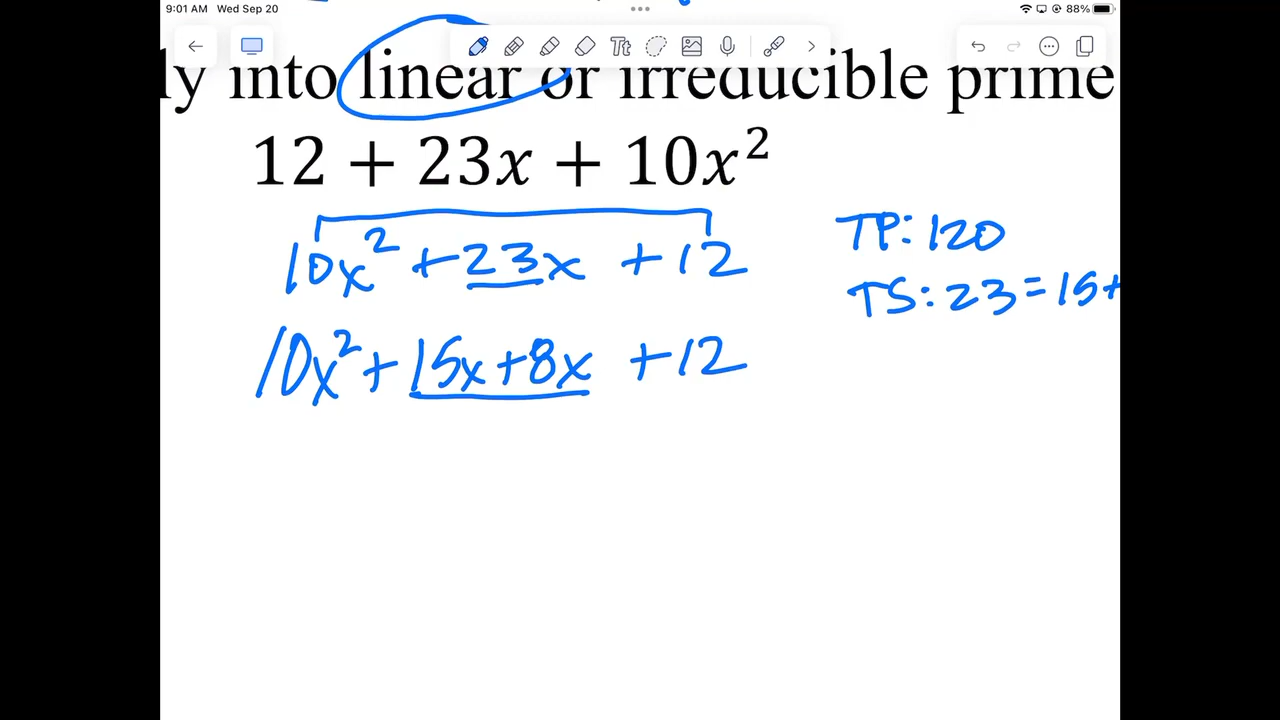 9:01 AM Wed Sep 20
88%
Tt
ly into linear or irreducible prime
12 + 23x + 10x²
10x² + 23x + 12
TP: 120
TS: 23 = 15+
10x² + 15x + 8x + 12